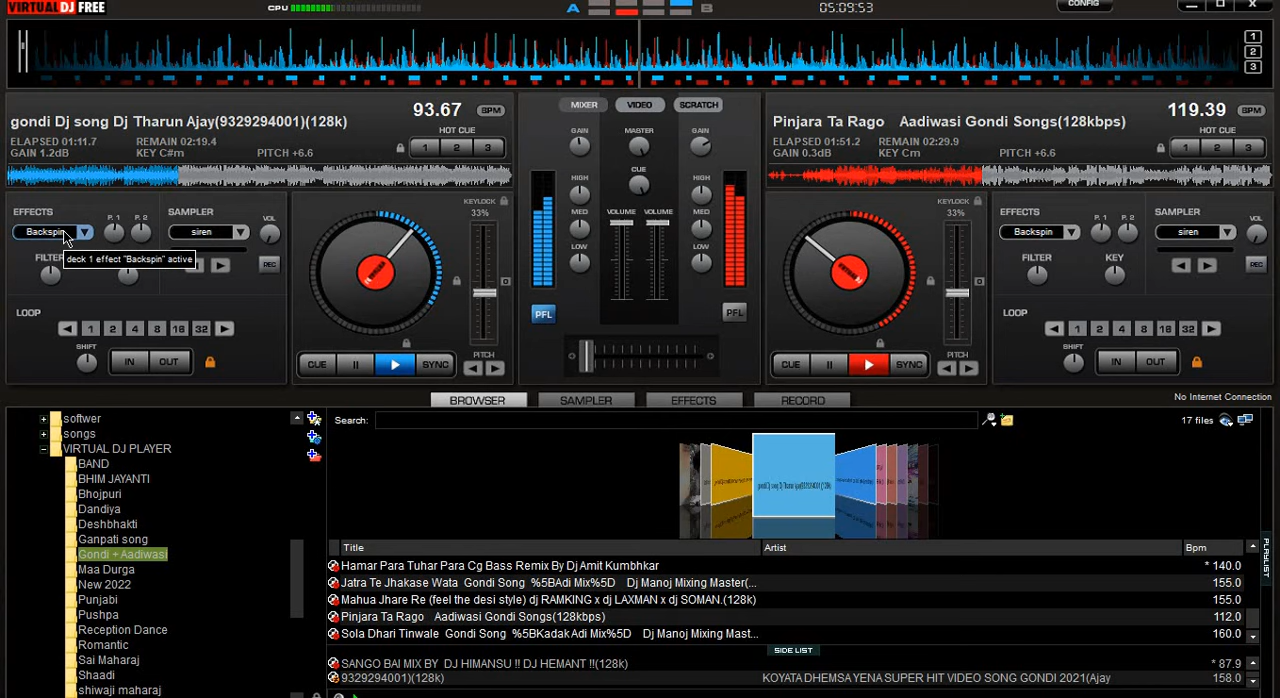 VIRTUAL DJ FREE
CPU
A
B
05:09:53
CONFIG
1
2
3
93.67 BPM
gondi Dj song Dj Tharun Ajay(9329294001)(128k)
ELAPSED 01:11.7 REMAIN 02:19.4
GAIN 1.2dB KEY C#m PITCH +6.6
HOT CUE
1 2 3
MIXER VIDEO SCRATCH
GAIN MASTER GAIN
HIGH CUE HIGH
MED VOLUME VOLUME MED
LOW LOW
PFL PFL
119.39 BPM
Pinjara Ta Rago Aadiwasi Gondi Songs(128kbps)
ELAPSED 01:51.2 REMAIN 02:29.9
GAIN 0.3dB KEY Cm PITCH +6.6
HOT CUE
1 2 3
EFFECTS P. 1 P. 2 SAMPLER VOL
Backspin siren
deck 1 effect "Backspin" active
FILTER REC
LOOP
1 2 4 8 16 32
SHIFT IN OUT
KEYLOCK
33%
CUE SYNC PITCH
KEYLOCK
33%
CUE SYNC PITCH
EFFECTS P. 1 P. 2 SAMPLER VOL
Backspin siren
FILTER KEY REC
LOOP
1 2 4 8 16 32
SHIFT IN OUT
BROWSER SAMPLER EFFECTS RECORD
No Internet Connection
softwer
songs
VIRTUAL DJ PLAYER
BAND
BHIM JAYANTI
Bhojpuri
Dandiya
Deshbhakti
Ganpati song
Gondi + Aadiwasi
Maa Durga
New 2022
Punjabi
Pushpa
Reception Dance
Romantic
Sai Maharaj
Shaadi
shiwaji maharaj
Search:
17 files
Title Artist Bpm
Hamar Para Tuhar Para Cg Bass Remix By Dj Amit Kumbhkar * 140.0
Jatra Te Jhakase Wata Gondi Song %5BAdi Mix%5D Dj Manoj Mixing Master(... 155.0
Mahua Jhare Re (feel the desi style) dj RAMKING x dj LAXMAN x dj SOMAN.(128k) 155.0
Pinjara Ta Rago Aadiwasi Gondi Songs(128kbps) 112.0
Sola Dhari Tinwale Gondi Song %5BKadak Adi Mix%5D Dj Manoj Mixing Mast... 160.0
SIDE LIST
SANGO BAI MIX BY DJ HIMANSU !! DJ HEMANT !!(128k) * 87.9
9329294001)(128k) KOYATA DHEMSA YENA SUPER HIT VIDEO SONG GONDI 2021(Ajay 158.0
PLAYLIST